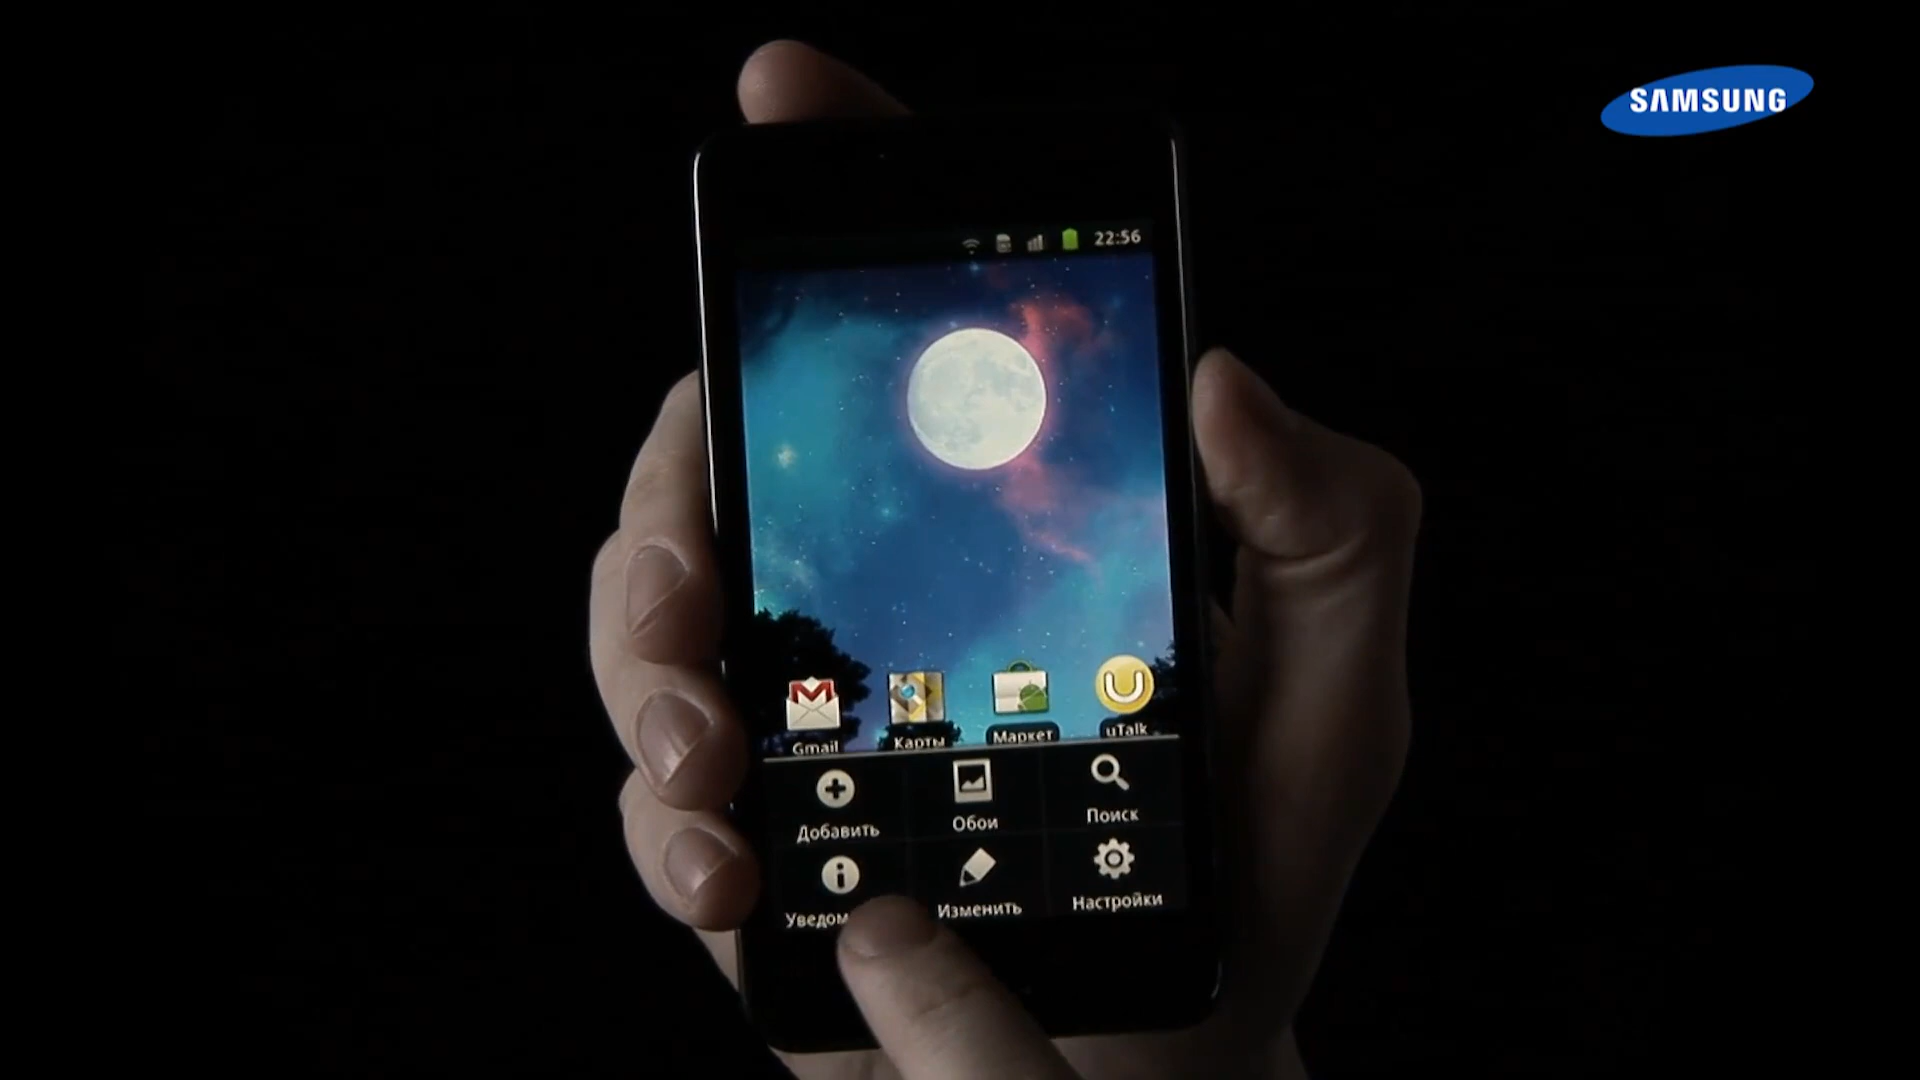 SAMSUNG
22:56
Gmail
Карты
Маркет
uTalk
Добавить
Обои
Поиск
Изменить
Настройки